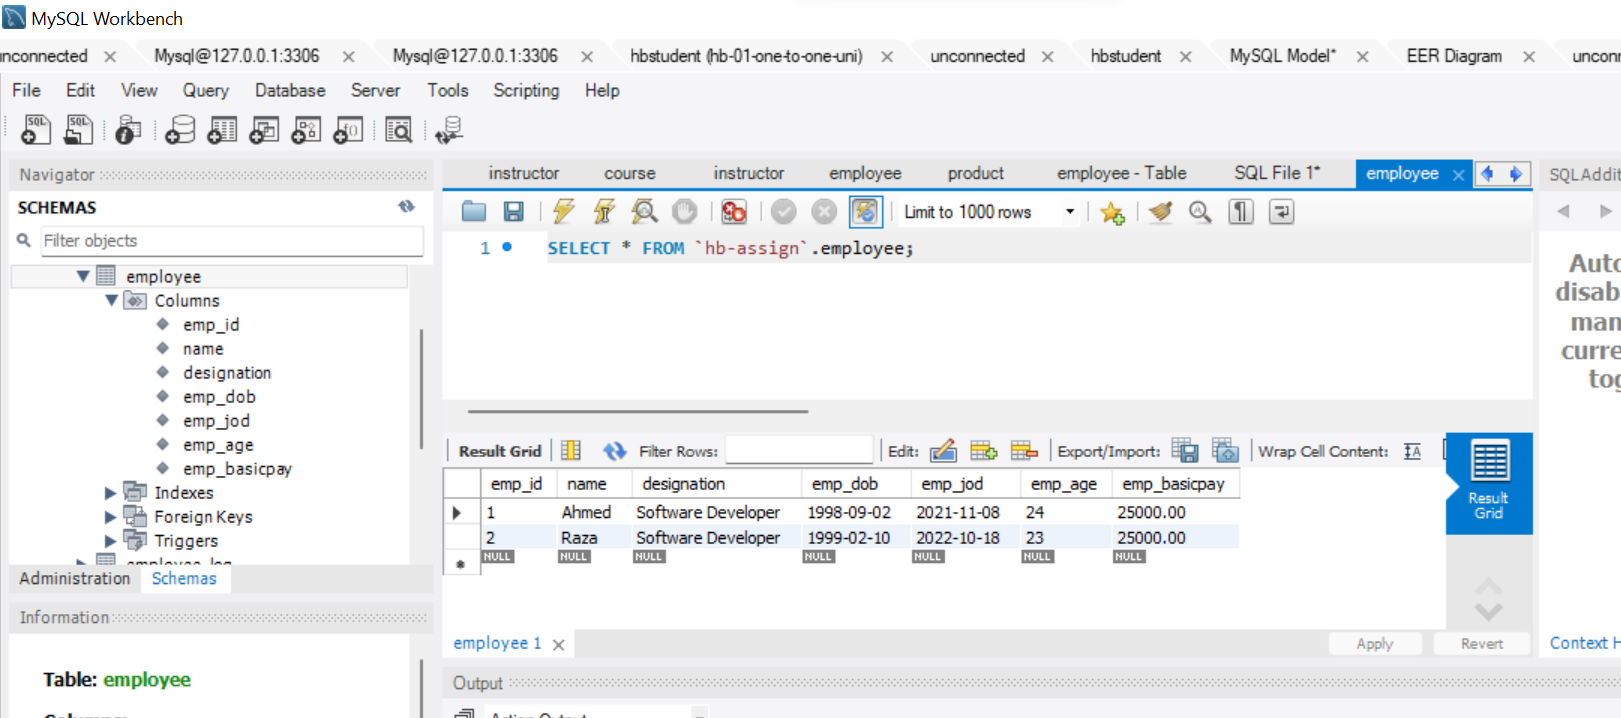 MySQL Workbench
unconnected Mysql@127.0.0.1:3306 Mysql@127.0.0.1:3306 hbstudent (hb-01-one-to-one-uni) unconnected hbstudent MySQL Model* EER Diagram
File Edit View Query Database Server Tools Scripting Help
Navigator
SCHEMAS
Filter objects
employee
Columns
emp_id
name
designation
emp_dob
emp_jod
emp_age
emp_basicpay
Indexes
Foreign Keys
Triggers
employee_log
Administration Schemas
Information
Table: employee
Columns:
instructor course instructor employee product employee - Table SQL File 1* employee
Limit to 1000 rows
1 SELECT * FROM `hb-assign`.employee;
Result Grid Filter Rows: Edit: Export/Import: Wrap Cell Content: IA
emp_id name designation emp_dob emp_jod emp_age emp_basicpay
1 Ahmed Software Developer 1998-09-02 2021-11-08 24 25000.00
2 Raza Software Developer 1999-02-10 2022-10-18 23 25000.00
NULL NULL NULL NULL NULL NULL NULL
Result
Grid
employee 1 Apply Revert
Output
Action Output
SQLAddit
Auto
disab
man
curre
tog
Context H